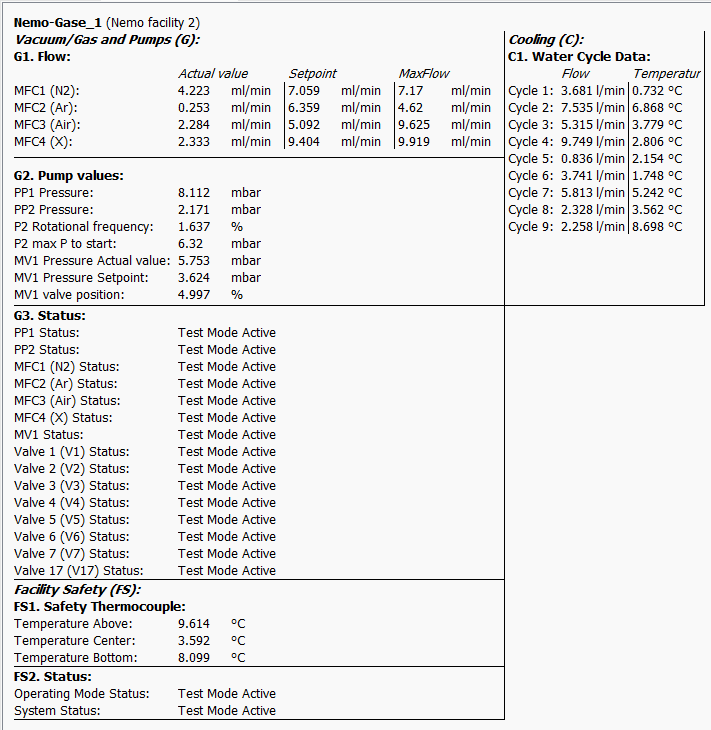 Nemo-Gase_1 (Nemo facility 2)
Vacuum/Gas and Pumps (G):
G1. Flow:
Actual value Setpoint MaxFlow
MFC1 (N2): 4.223 ml/min 7.059 ml/min 7.17 ml/min
MFC2 (Ar): 0.253 ml/min 6.359 ml/min 4.62 ml/min
MFC3 (Air): 2.284 ml/min 5.092 ml/min 9.625 ml/min
MFC4 (X): 2.333 ml/min 9.404 ml/min 9.919 ml/min
G2. Pump values:
PP1 Pressure: 8.112 mbar
PP2 Pressure: 2.171 mbar
P2 Rotational frequency: 1.637 %
P2 max P to start: 6.32 mbar
MV1 Pressure Actual value: 5.753 mbar
MV1 Pressure Setpoint: 3.624 mbar
MV1 valve position: 4.997 %
G3. Status:
PP1 Status: Test Mode Active
PP2 Status: Test Mode Active
MFC1 (N2) Status: Test Mode Active
MFC2 (Ar) Status: Test Mode Active
MFC3 (Air) Status: Test Mode Active
MFC4 (X) Status: Test Mode Active
MV1 Status: Test Mode Active
Valve 1 (V1) Status: Test Mode Active
Valve 2 (V2) Status: Test Mode Active
Valve 3 (V3) Status: Test Mode Active
Valve 4 (V4) Status: Test Mode Active
Valve 5 (V5) Status: Test Mode Active
Valve 6 (V6) Status: Test Mode Active
Valve 7 (V7) Status: Test Mode Active
Valve 17 (V17) Status: Test Mode Active
Facility Safety (FS):
FS1. Safety Thermocouple:
Temperature Above: 9.614 °C
Temperature Center: 3.592 °C
Temperature Bottom: 8.099 °C
FS2. Status:
Operating Mode Status: Test Mode Active
System Status: Test Mode Active
Cooling (C):
C1. Water Cycle Data:
Flow Temperatur
Cycle 1: 3.681 l/min 0.732 °C
Cycle 2: 7.535 l/min 6.868 °C
Cycle 3: 5.315 l/min 3.779 °C
Cycle 4: 9.749 l/min 2.806 °C
Cycle 5: 0.836 l/min 2.154 °C
Cycle 6: 3.741 l/min 1.748 °C
Cycle 7: 5.813 l/min 5.242 °C
Cycle 8: 2.328 l/min 3.562 °C
Cycle 9: 2.258 l/min 8.698 °C